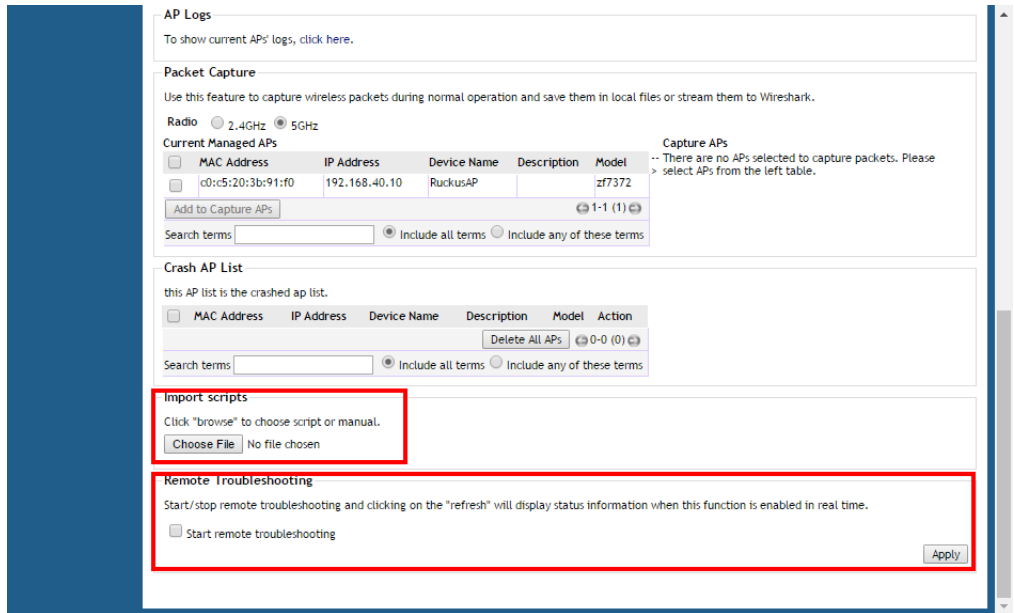 AP Logs
To show current APs' logs, click here.
Packet Capture
Use this feature to capture wireless packets during normal operation and save them in local files or stream them to Wireshark.
Radio 2.4GHz 5GHz
Current Managed APs
MAC Address IP Address Device Name Description Model
c0:c5:20:3b:91:f0 192.168.40.10 RuckusAP zf7372
Add to Capture APs 1-1 (1)
Search terms Include all terms Include any of these terms
Capture APs
-- There are no APs selected to capture packets. Please
> select APs from the left table.
Crash AP List
this AP list is the crashed ap list.
MAC Address IP Address Device Name Description Model Action
Delete All APs 0-0 (0)
Search terms Include all terms Include any of these terms
Import scripts
Click "browse" to choose script or manual.
Choose File No file chosen
Remote Troubleshooting
Start/stop remote troubleshooting and clicking on the "refresh" will display status information when this function is enabled in real time.
Start remote troubleshooting
Apply